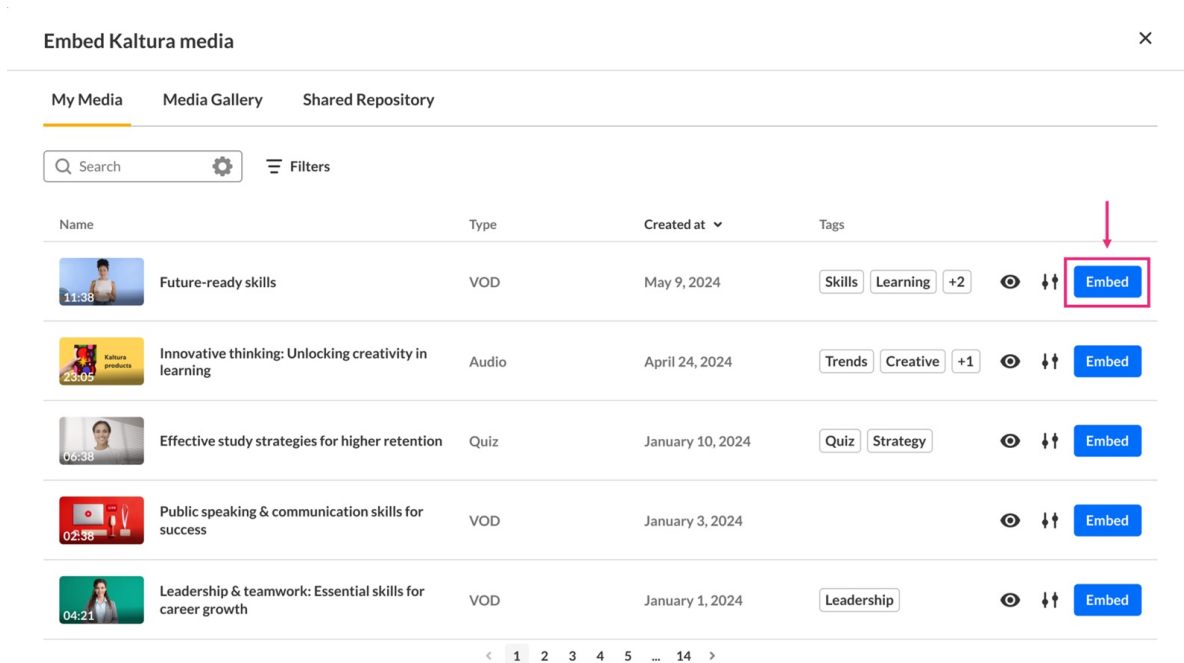 Embed Kaltura media
My Media Media Gallery Shared Repository
Search Filters
Name Type Created at Tags
11:38 Future-ready skills VOD May 9, 2024 Skills Learning +2 Embed
Innovative thinking: Unlocking creativity in
learning
Kaltura
products
23:05 Audio April 24, 2024 Trends Creative +1 Embed
06:38 Effective study strategies for higher retention Quiz January 10, 2024 Quiz Strategy Embed
Public speaking & communication skills for
success
02:38 VOD January 3, 2024 Embed
Leadership & teamwork: Essential skills for
career growth
04:21 VOD January 1, 2024 Leadership Embed
< 1 2 3 4 5 ... 14 >